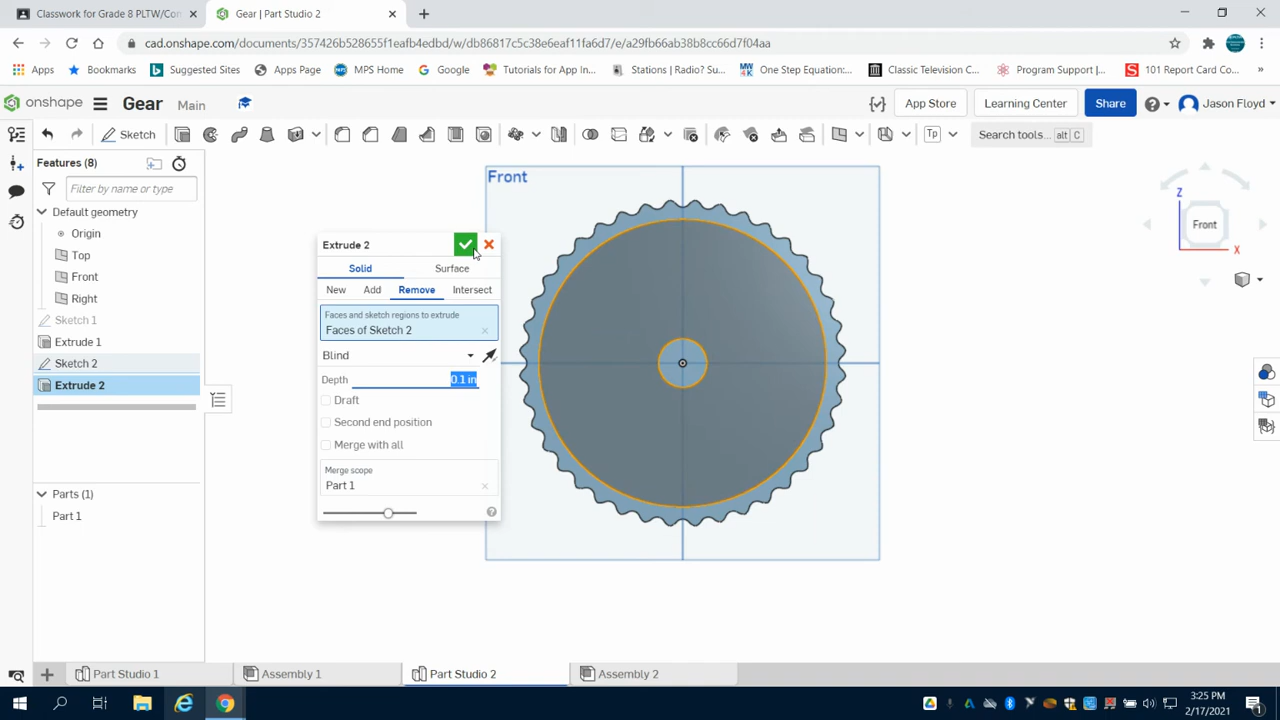 Classwork for Grade 8 PLTW/Con
Gear | Part Studio 2
cad.onshape.com/documents/357426b528655f1eafb4edbd/w/db86817c5c38e6eaf11fa6d7/e/a29fb66ab38b8cc66d7f04aa
Apps
Bookmarks
Suggested Sites
Apps Page
MPS Home
Google
Tutorials for App In...
Stations | Radio? Su...
One Step Equation:...
Classic Television C...
Program Support |...
101 Report Card Co...
»
onshape
Gear
Main
App Store
Learning Center
Share
Jason Floyd
Sketch
Tp
Search tools... alt C
Features (8)
Filter by name or type
Default geometry
Origin
Top
Front
Right
Sketch 1
Extrude 1
Sketch 2
Extrude 2
Parts (1)
Part 1
Extrude 2
Solid
Surface
New
Add
Remove
Intersect
Faces and sketch regions to extrude
Faces of Sketch 2
Blind
Depth
0.1 in
Draft
Second end position
Merge with all
Merge scope
Part 1
Front
Z
Front
X
Part Studio 1
Assembly 1
Part Studio 2
Assembly 2
3:25 PM
2/17/2021
1